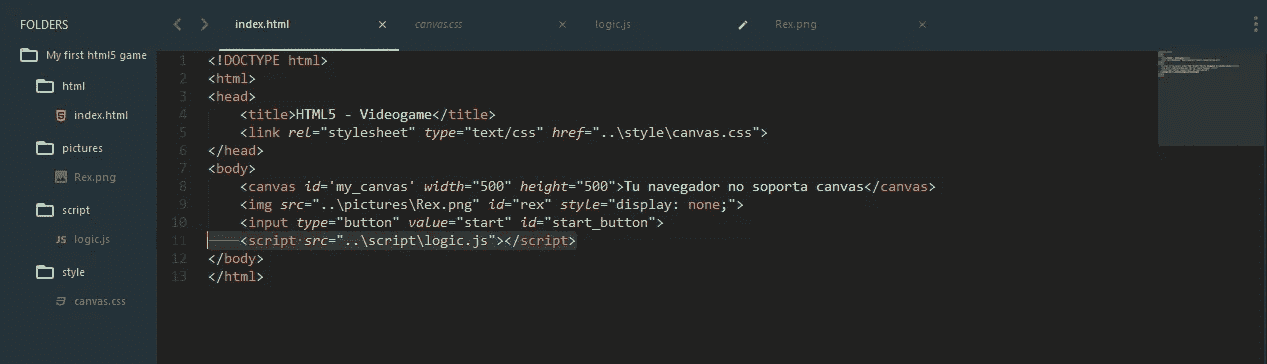 FOLDERS
My first html5 game
html
index.html
pictures
Rex.png
script
JS logic.js
style
canvas.css
index.html × canvas.css × logic.js Rex.png ×
1 <!DOCTYPE html>
2 <html>
3 <head>
4 <title>HTML5 - Videogame</title>
5 <link rel="stylesheet" type="text/css" href="..\style\canvas.css">
6 </head>
7 <body>
8 <canvas id='my_canvas' width="500" height="500">Tu navegador no soporta canvas</canvas>
9 <img src="..\pictures\Rex.png" id="rex" style="display: none;">
10 <input type="button" value="start" id="start_button">
11 <script src="..\script\logic.js"></script>
12 </body>
13 </html>